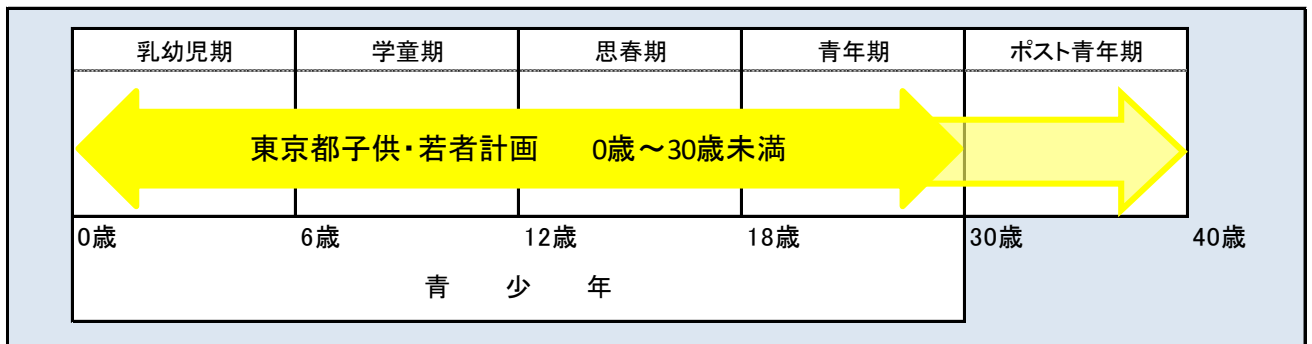 乳幼児期 学童期 思春期 青年期 ポスト青年期
東京都子供・若者計画 0歳～30歳未満
0歳 6歳 12歳 18歳 30歳 40歳
青 少 年